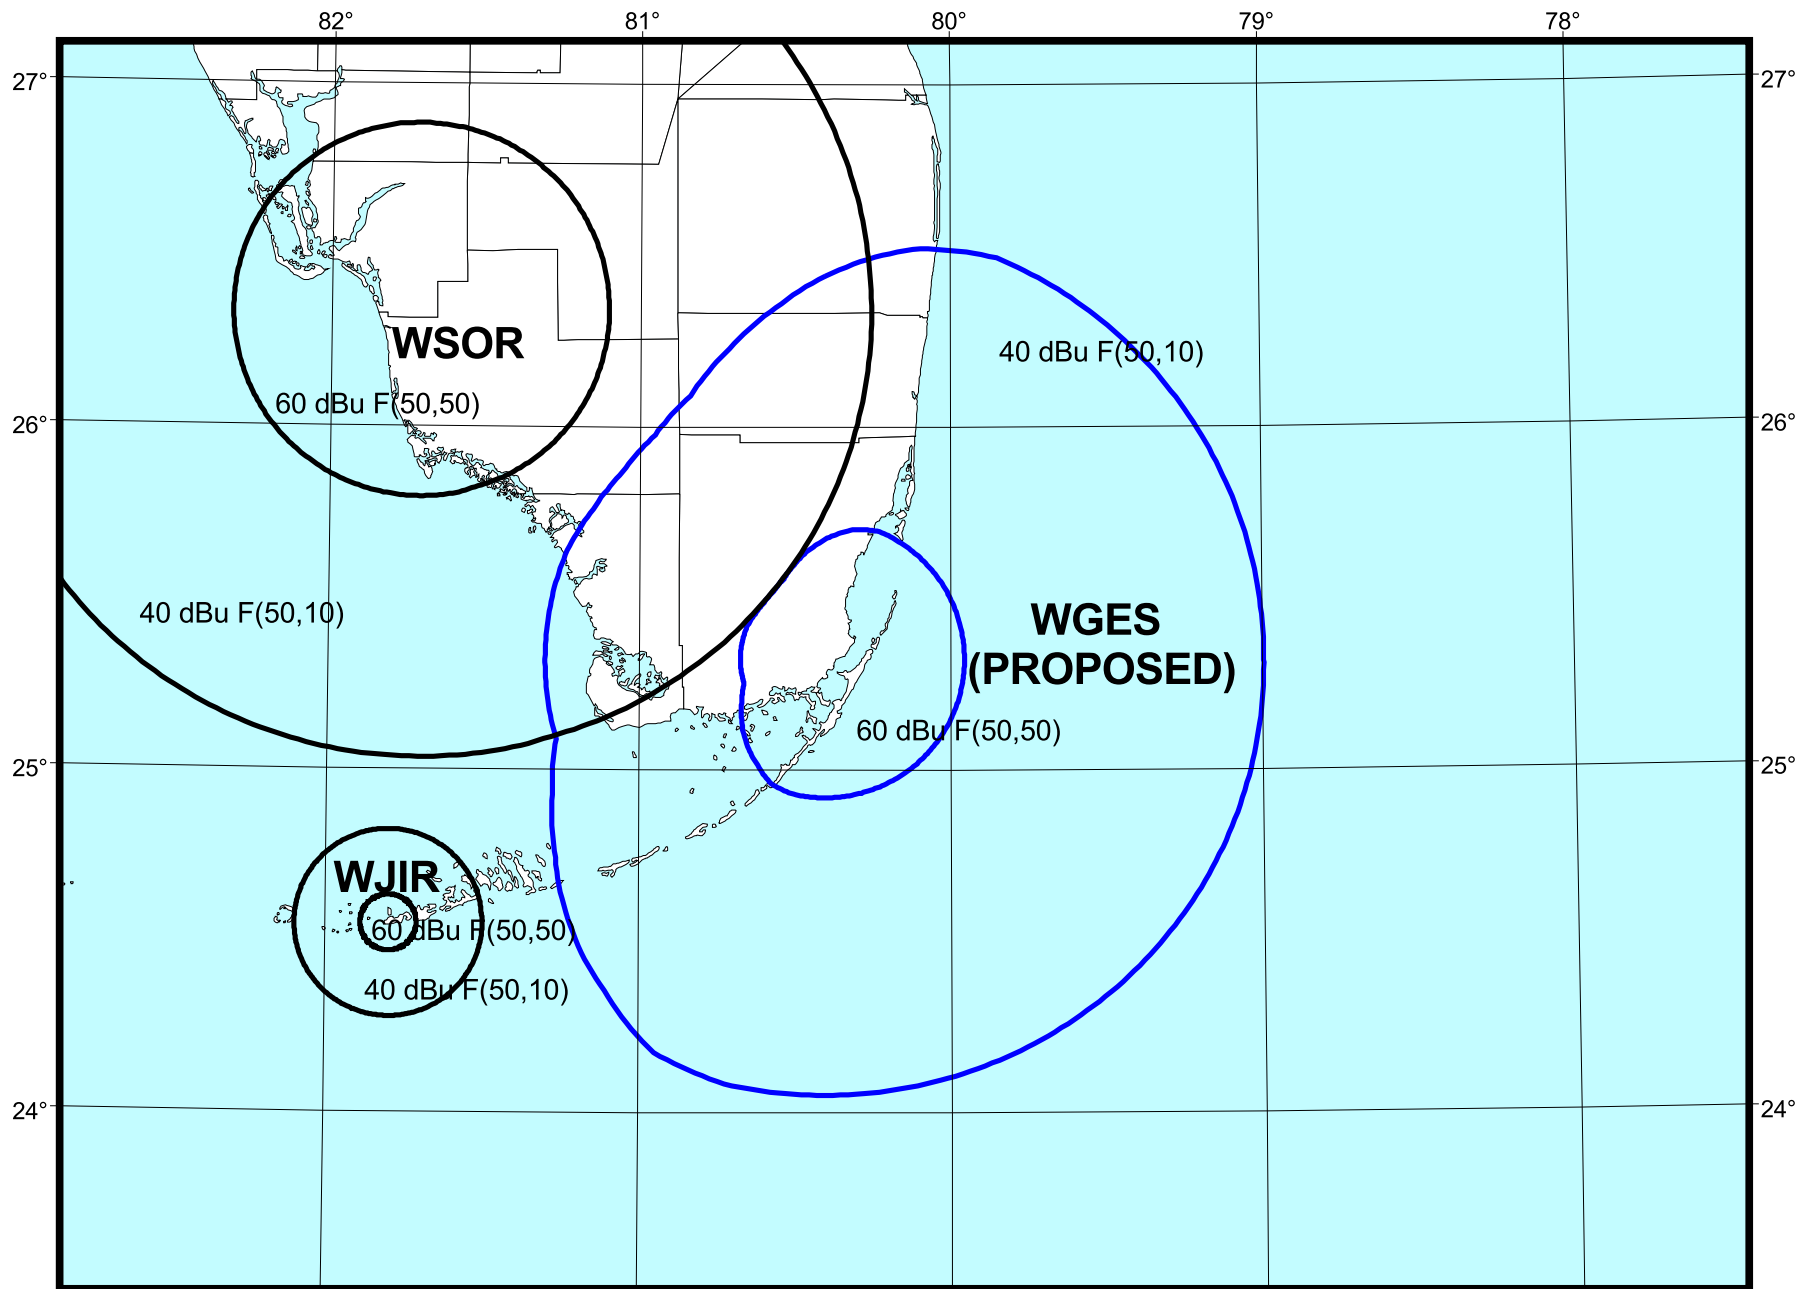 82° 81° 80° 79° 78°
27° 27°
WSOR
40 dBu F(50,10)
60 dBu F(50,50)
26° 26°
40 dBu F(50,10)
WGES
(PROPOSED)
60 dBu F(50,50)
25° 25°
WJIR
60 dBu F(50,50)
40 dBu F(50,10)
24° 24°